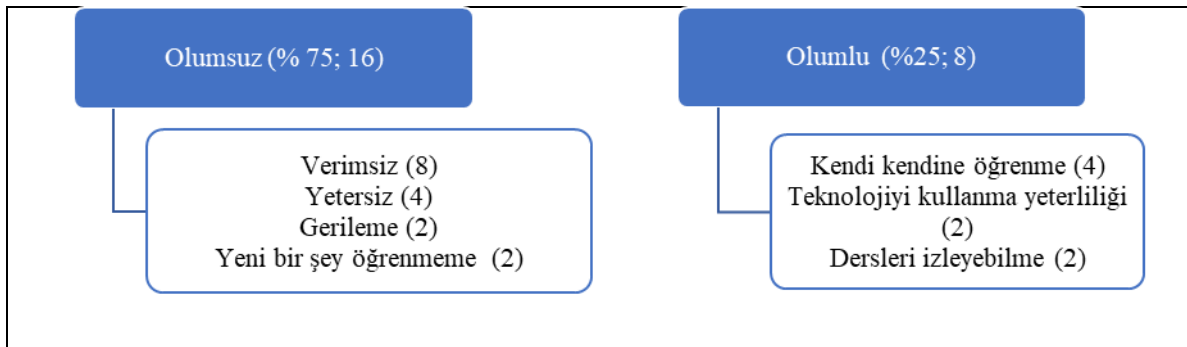 Olumsuz (% 75; 16)
Verimsiz (8)
Yetersiz (4)
Gerileme (2)
Yeni bir şey öğrenmeme (2)
Olumlu (%25; 8)
Kendi kendine öğrenme (4)
Teknolojiyi kullanma yeterliliği
(2)
Dersleri izleyebilme (2)